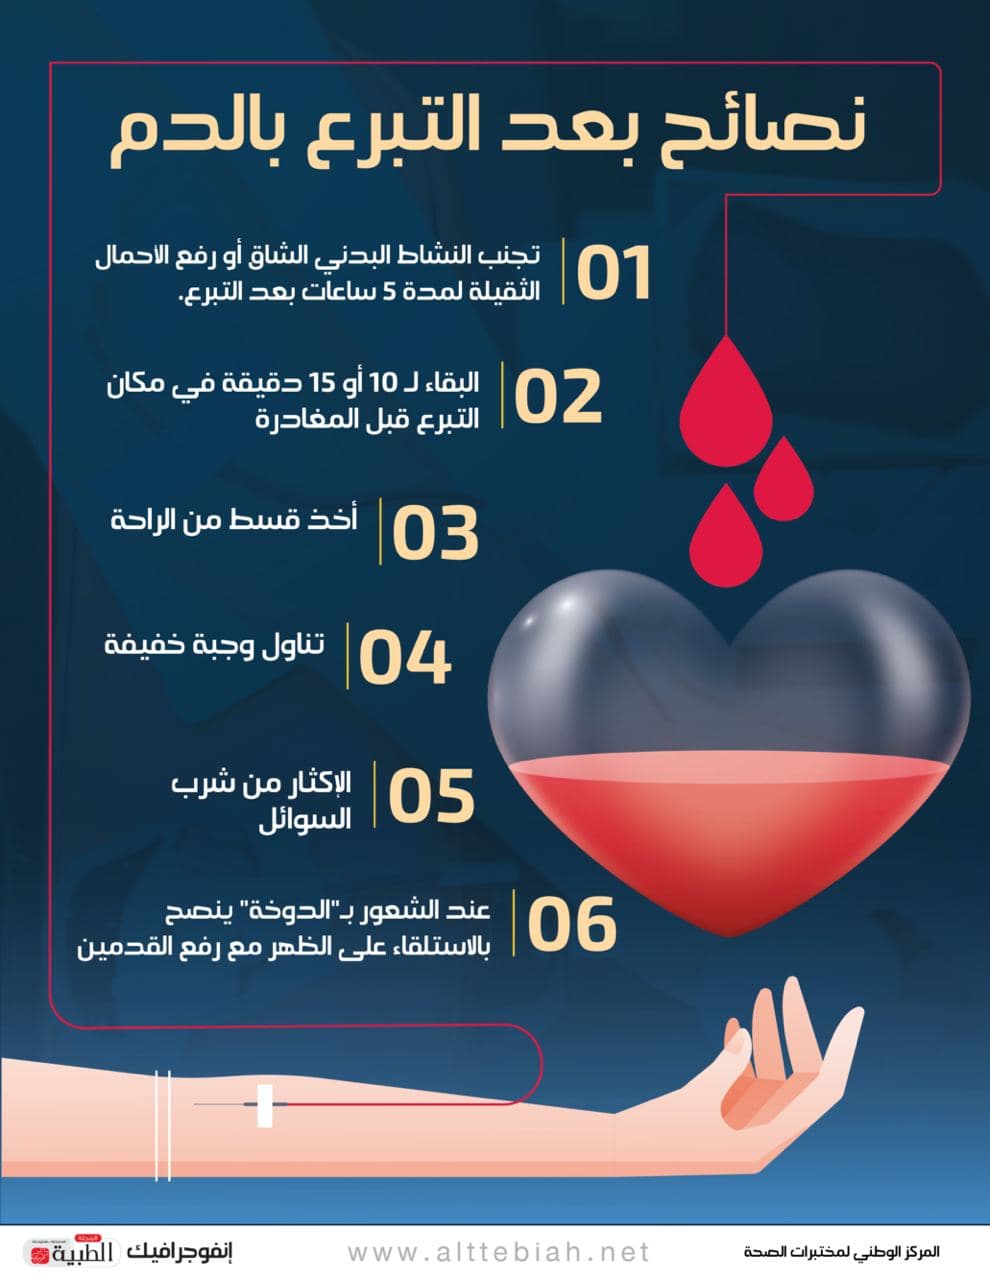 نصائح بعد التبرع بالدم
01
تجنب النشاط البدني الشاق أو رفع الاحمال
الثقيلة لمدة 5 ساعات بعد التبرع.
02
البقاء لـ 10 أو 15 دقيقة في مكان
التبرع قبل المغادرة
03
أخذ قسط من الراحة
04
تناول وجبة خفيفة
05
الإكثار من شرب
السوائل
06
عند الشعور بـ"الدوخة" ينصح
بالاستلقاء على الظهر مع رفع القدمين
المركز الوطني لمختبرات الصحة
www.alttebiah.net
إنفوجرافيك
المجلة
الطبية